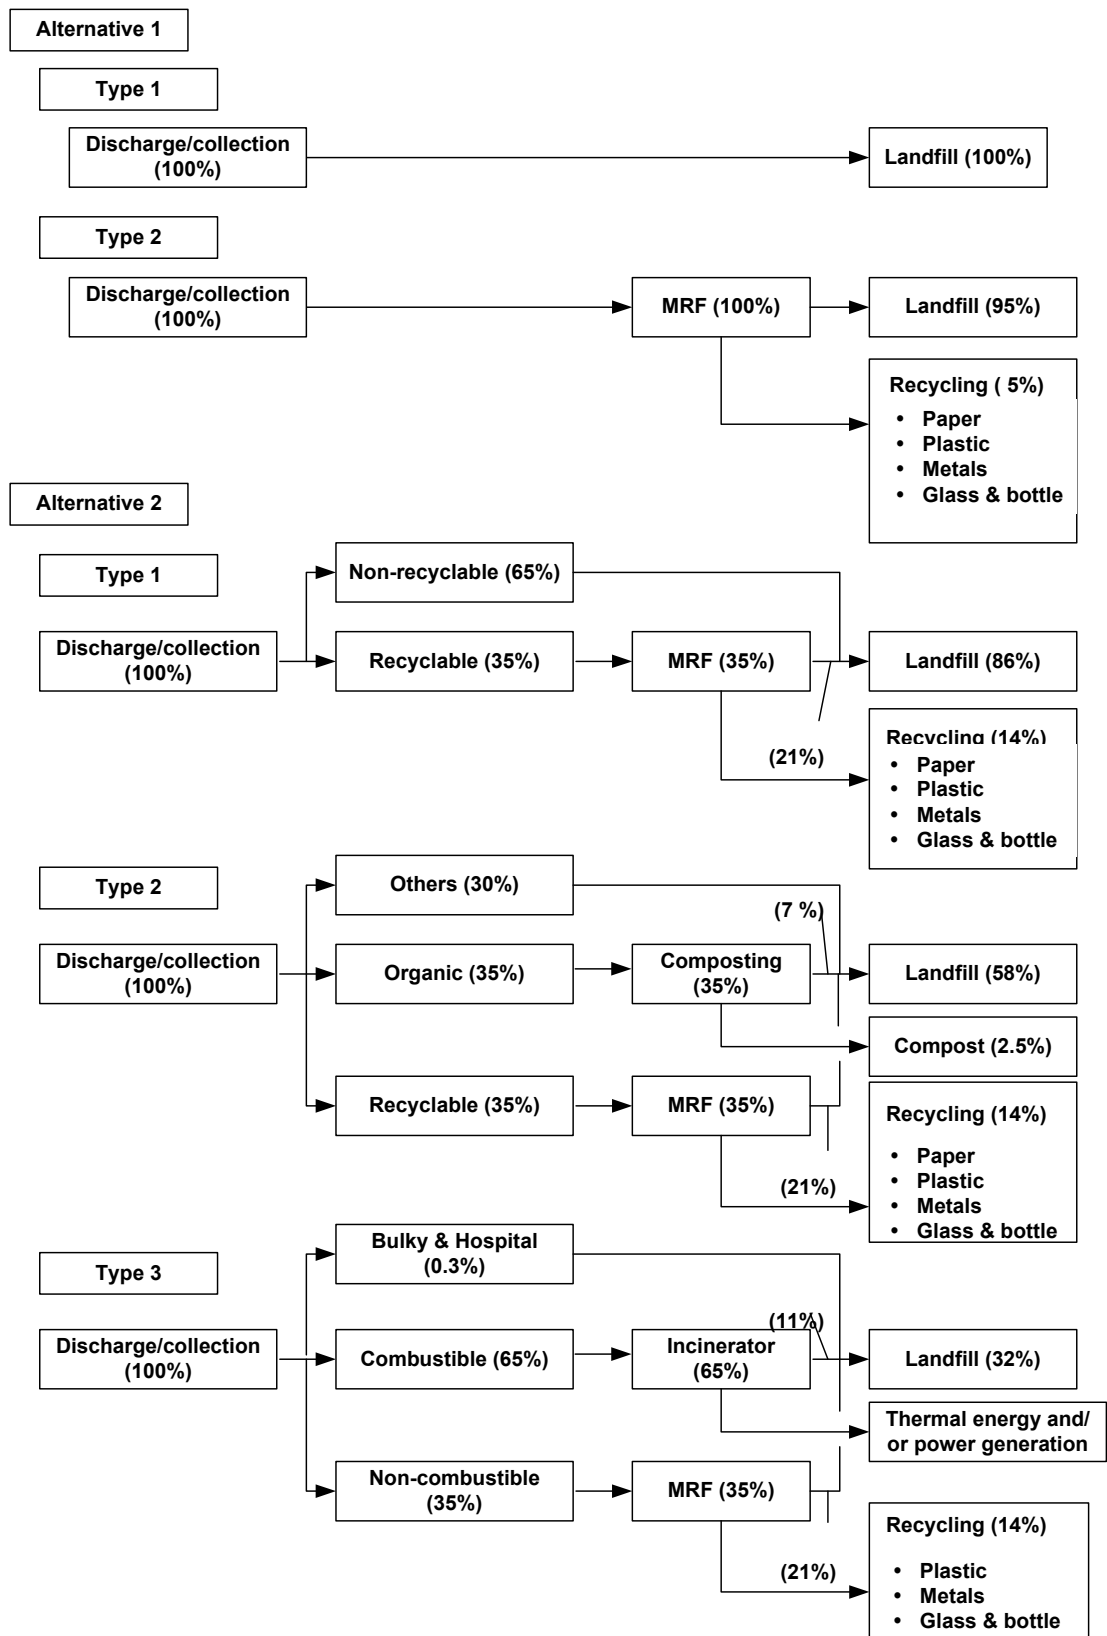 Alternative 1
Type 1
Discharge/collection
(100%)
Landfill (100%)
Type 2
Discharge/collection
(100%)
MRF (100%)
Landfill (95%)
Recycling ( 5%)
• Paper
• Plastic
• Metals
• Glass & bottle
Alternative 2
Type 1
Non-recyclable (65%)
Discharge/collection
(100%)
Recyclable (35%)
MRF (35%)
Landfill (86%)
(21%)
Recycling (14%)
• Paper
• Plastic
• Metals
• Glass & bottle
Type 2
Others (30%)
(7 %)
Discharge/collection
(100%)
Organic (35%)
Composting
(35%)
Landfill (58%)
Compost (2.5%)
Recyclable (35%)
MRF (35%)
(21%)
Recycling (14%)
• Paper
• Plastic
• Metals
• Glass & bottle
Type 3
Bulky & Hospital
(0.3%)
(11%)
Discharge/collection
(100%)
Combustible (65%)
Incinerator
(65%)
Landfill (32%)
Thermal energy and/
or power generation
Non-combustible
(35%)
MRF (35%)
(21%)
Recycling (14%)
• Plastic
• Metals
• Glass & bottle